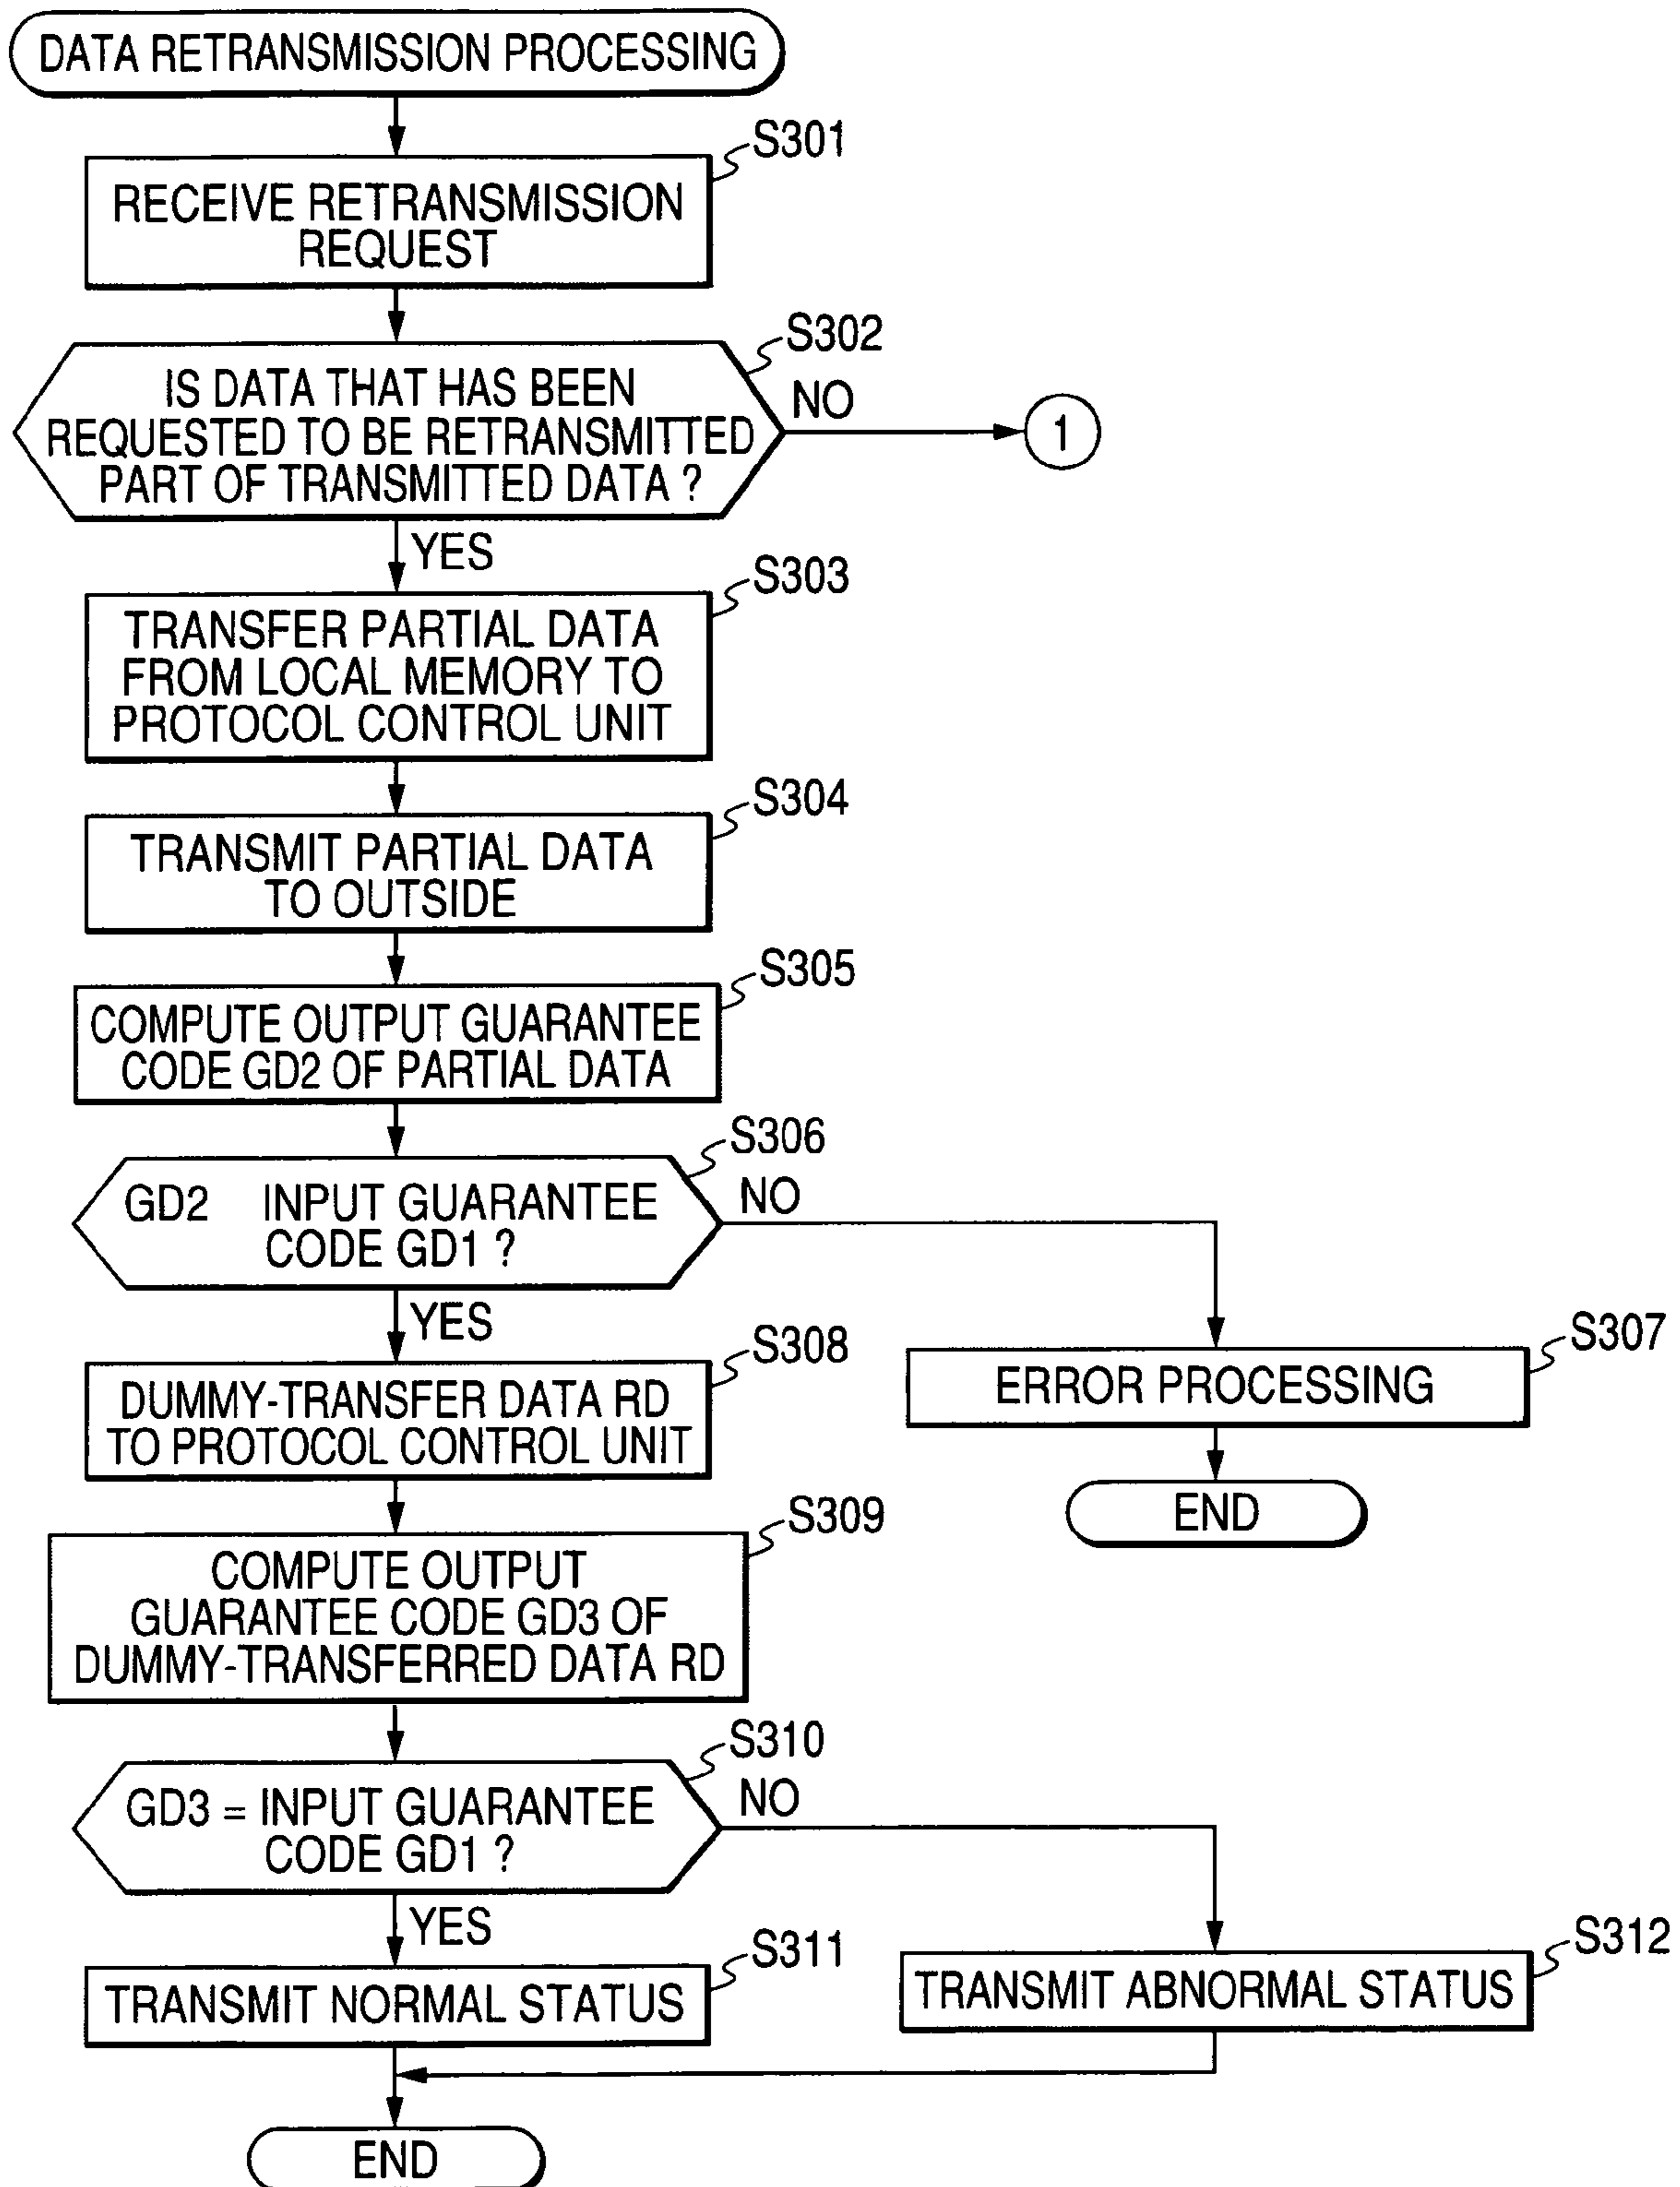 DATA RETRANSMISSION PROCESSING
S301
RECEIVE RETRANSMISSION
REQUEST
S302
IS DATA THAT HAS BEEN
REQUESTED TO BE RETRANSMITTED
PART OF TRANSMITTED DATA ?
NO
1
YES
S303
TRANSFER PARTIAL DATA
FROM LOCAL MEMORY TO
PROTOCOL CONTROL UNIT
S304
TRANSMIT PARTIAL DATA
TO OUTSIDE
S305
COMPUTE OUTPUT GUARANTEE
CODE GD2 OF PARTIAL DATA
S306
GD2 INPUT GUARANTEE
CODE GD1 ?
NO
YES
S307
ERROR PROCESSING
END
S308
DUMMY-TRANSFER DATA RD
TO PROTOCOL CONTROL UNIT
S309
COMPUTE OUTPUT
GUARANTEE CODE GD3 OF
DUMMY-TRANSFERRED DATA RD
S310
GD3 = INPUT GUARANTEE
CODE GD1 ?
NO
YES
S311
TRANSMIT NORMAL STATUS
S312
TRANSMIT ABNORMAL STATUS
END